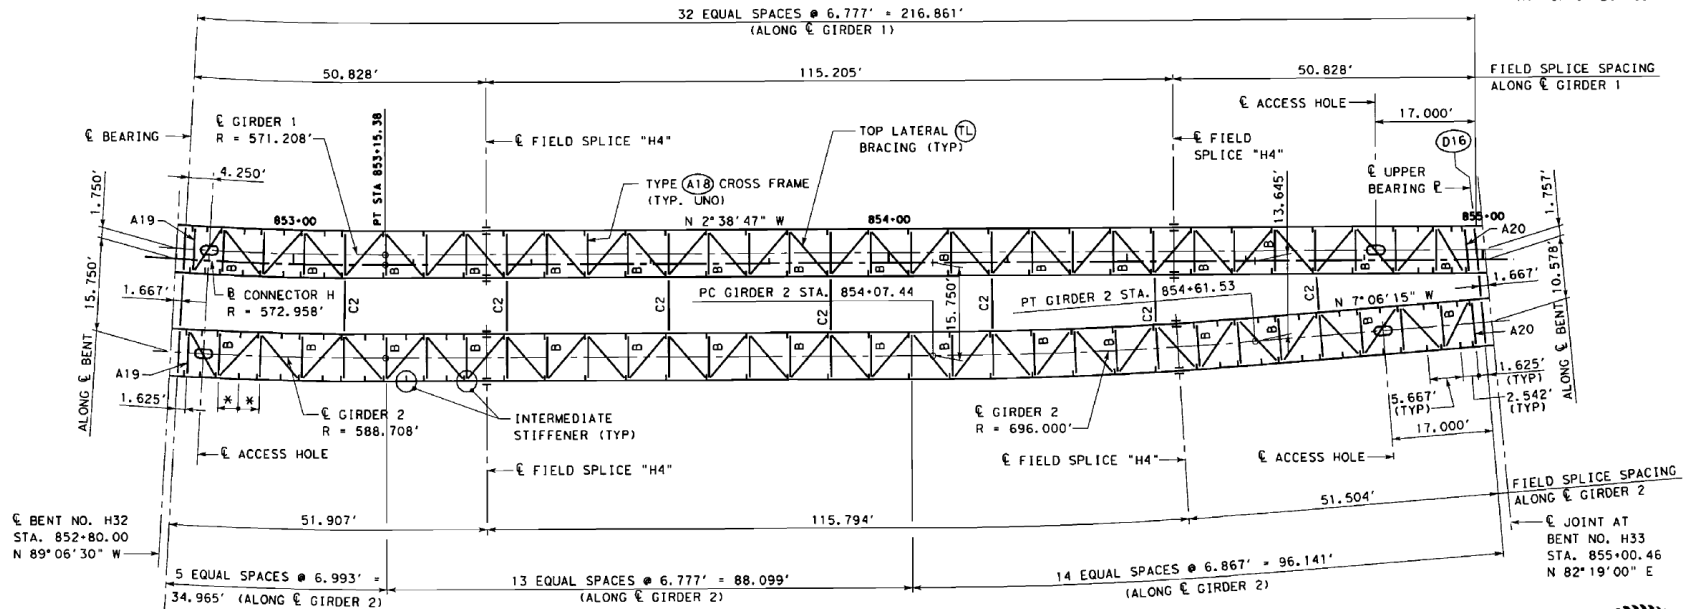 32 EQUAL SPACES @ 6.777' = 216.861'
(ALONG ℄ GIRDER 1)
50.828'
115.205'
50.828'
FIELD SPLICE SPACING
ALONG ℄ GIRDER 1
℄ ACCESS HOLE
17.000'
℄ BEARING
℄ GIRDER 1
R = 571.208'
PT STA 853+15.38
℄ FIELD SPLICE "H4"
TOP LATERAL TL
BRACING (TYP)
℄ FIELD
SPLICE "H4"
D16
4.250'
TYPE A18 CROSS FRAME
(TYP. UNO)
13.645'
℄ UPPER
BEARING ℄
1.750'
1.757'
A19
853+00
N 2°38'47" W
854+00
855+00
A20
B
B
B
B
B
B
B
B
B
B
B
B
B
B
15.750'
1.667'
℄ CONNECTOR H
R = 572.958'
C2
C2
C2
C2
C2
C2
C2
PC GIRDER 2 STA. 854+07.44
15.750'
PT GIRDER 2 STA. 854+61.53
N 7°06'15" W
1.667'
10.578'
ALONG ℄ BENT
ALONG ℄ BENT
B
B
B
B
B
B
B
B
B
B
B
B
B
A20
A19
1.625'
* *
℄ GIRDER 2
R = 588.708'
INTERMEDIATE
STIFFENER (TYP)
℄ GIRDER 2
R = 696.000'
5.667'
(TYP)
1.625'
(TYP)
2.542'
(TYP)
17.000'
℄ ACCESS HOLE
℄ FIELD SPLICE "H4"
℄ FIELD SPLICE "H4"
℄ ACCESS HOLE
FIELD SPLICE SPACING
ALONG ℄ GIRDER 2
51.907'
115.794'
51.504'
℄ BENT NO. H32
STA. 852+80.00
N 89°06'30" W
℄ JOINT AT
BENT NO. H33
STA. 855+00.46
N 82°19'00" E
5 EQUAL SPACES @ 6.993' =
34.965' (ALONG ℄ GIRDER 2)
13 EQUAL SPACES @ 6.777' = 88.099'
(ALONG ℄ GIRDER 2)
14 EQUAL SPACES @ 6.867' = 96.141'
(ALONG ℄ GIRDER 2)